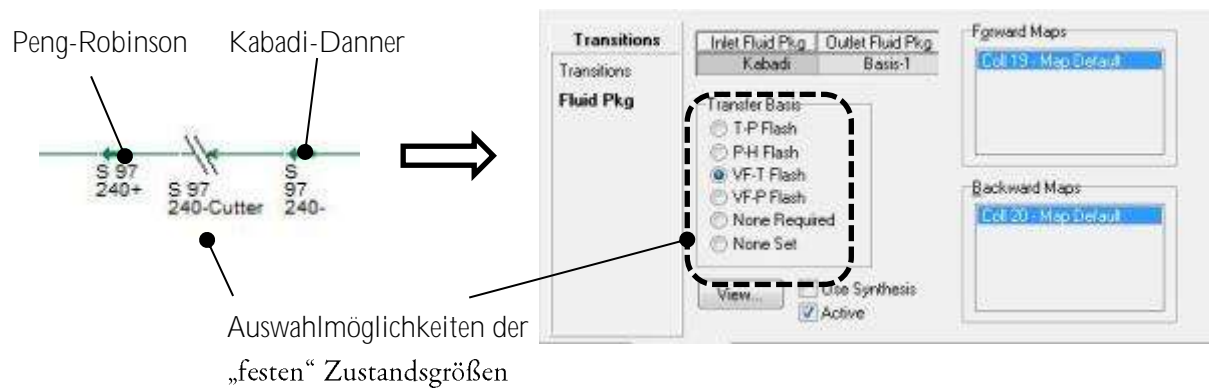 Peng-Robinson
Kabadi-Danner
S 97
240+
S 97
240-Cutter
S
97
240-
Auswahlmöglichkeiten der
„festen“ Zustandsgrößen
Transitions
Transitions
Fluid Pkg
Inlet Fluid Pkg
Outlet Fluid Pkg
Kabadi
Basis-1
Transfer Basis
T-P Flash
P-H Flash
VF-T Flash
VF-P Flash
None Required
None Set
View...
Use Synthesis
Active
Forward Maps
Coll 19 - Map Default
Backward Maps
Coll 20 - Map Default